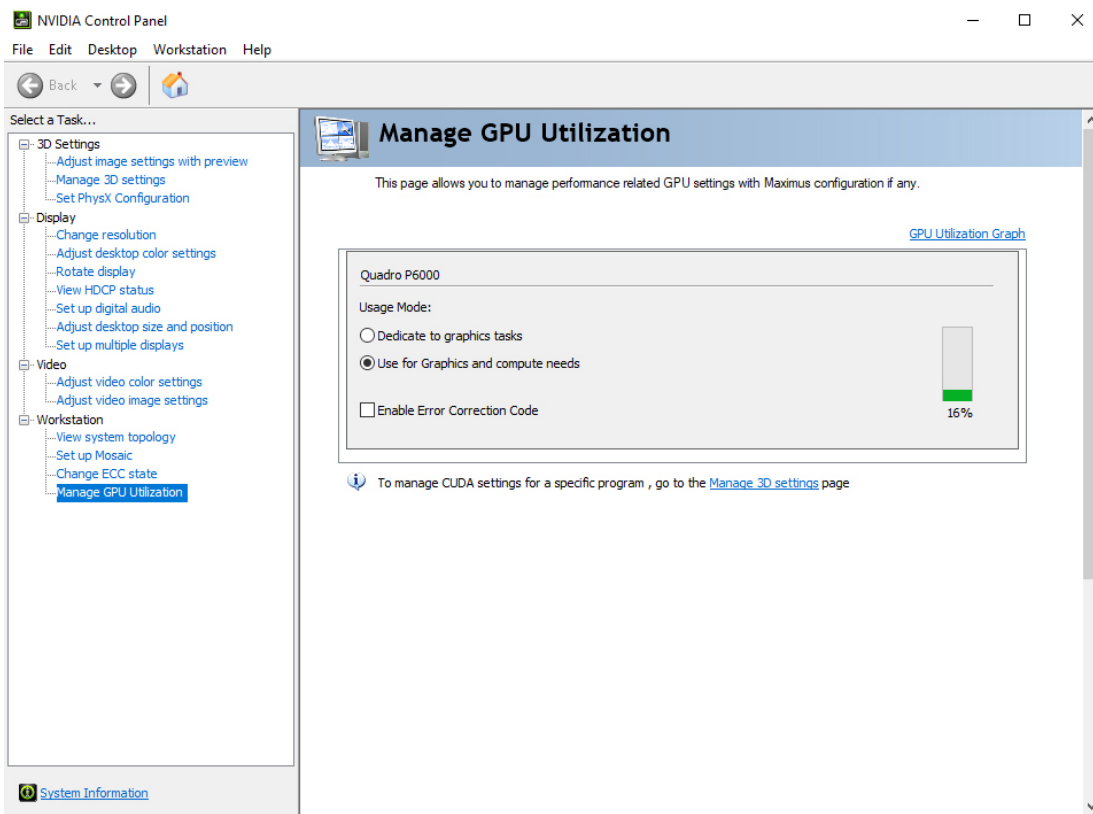 NVIDIA Control Panel
File Edit Desktop Workstation Help
Back
Select a Task...
3D Settings
Adjust image settings with preview
Manage 3D settings
Set PhysX Configuration
Display
Change resolution
Adjust desktop color settings
Rotate display
View HDCP status
Set up digital audio
Adjust desktop size and position
Set up multiple displays
Video
Adjust video color settings
Adjust video image settings
Workstation
View system topology
Set up Mosaic
Change ECC state
Manage GPU Utilization
System Information
Manage GPU Utilization
This page allows you to manage performance related GPU settings with Maximus configuration if any.
GPU Utilization Graph
Quadro P6000
Usage Mode:
Dedicate to graphics tasks
Use for Graphics and compute needs
Enable Error Correction Code
16%
To manage CUDA settings for a specific program , go to the Manage 3D settings page